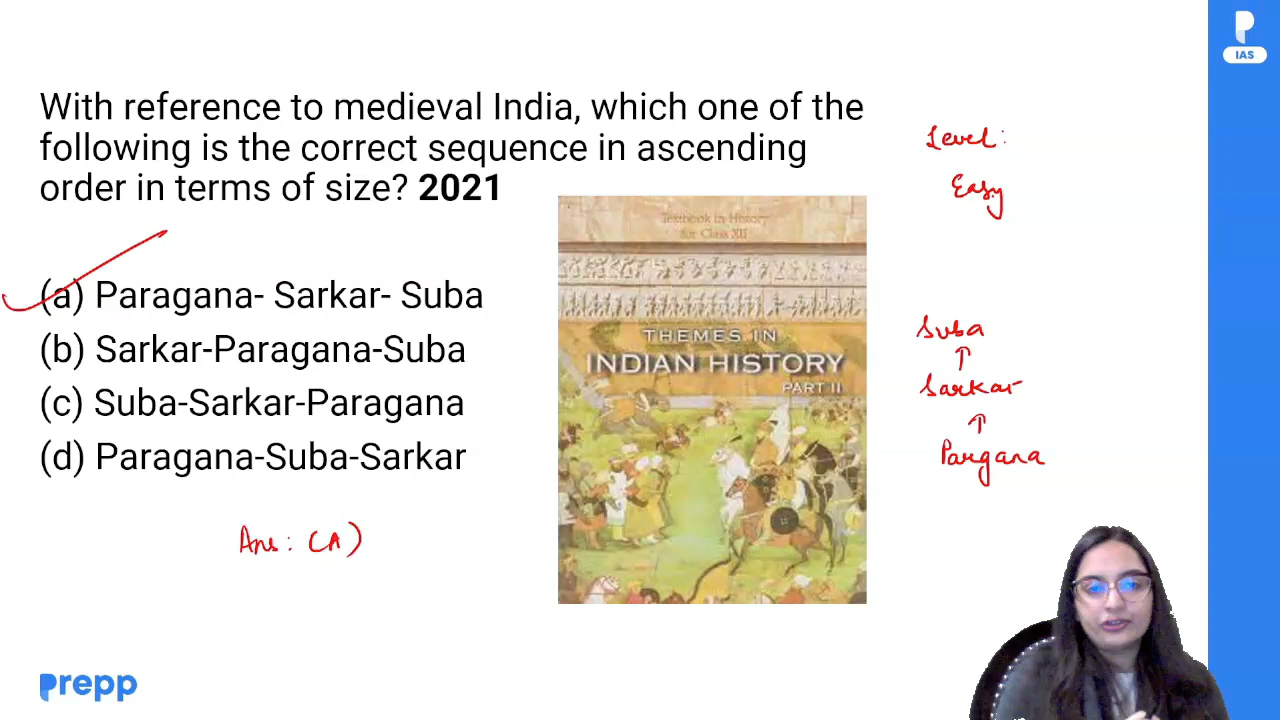 With reference to medieval India, which one of the
following is the correct sequence in ascending
order in terms of size? 2021
(a) Paragana- Sarkar- Suba
(b) Sarkar-Paragana-Suba
(c) Suba-Sarkar-Paragana
(d) Paragana-Suba-Sarkar
Ans: (A)
Textbook in History
for Class XII
THEMES IN
INDIAN HISTORY
PART II
Level:
Easy
Suba
↑
Sarkar
↑
Pargana
IAS
prepp